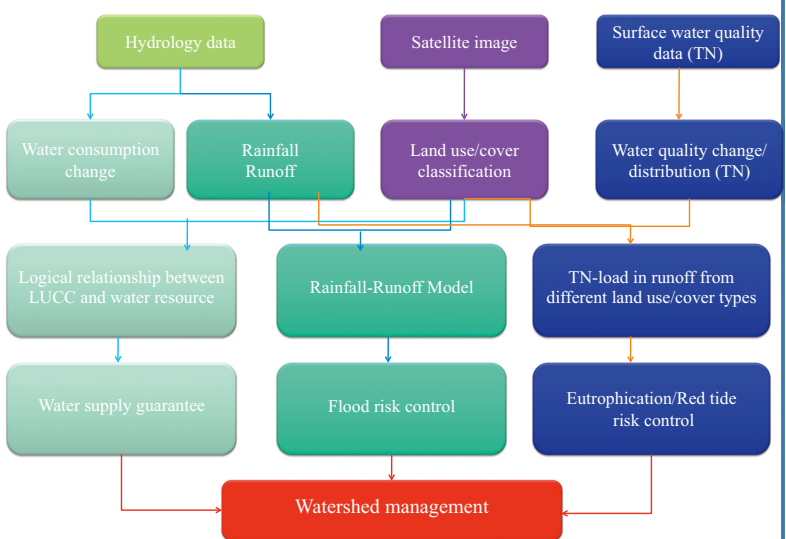 Hydrology data
Satellite image
Surface water quality
data (TN)
Water consumption
change
Rainfall
Runoff
Land use/cover
classification
Water quality change/
distribution (TN)
Logical relationship between
LUCC and water resource
Rainfall-Runoff Model
TN-load in runoff from
different land use/cover types
Water supply guarantee
Flood risk control
Eutrophication/Red tide
risk control
Watershed management